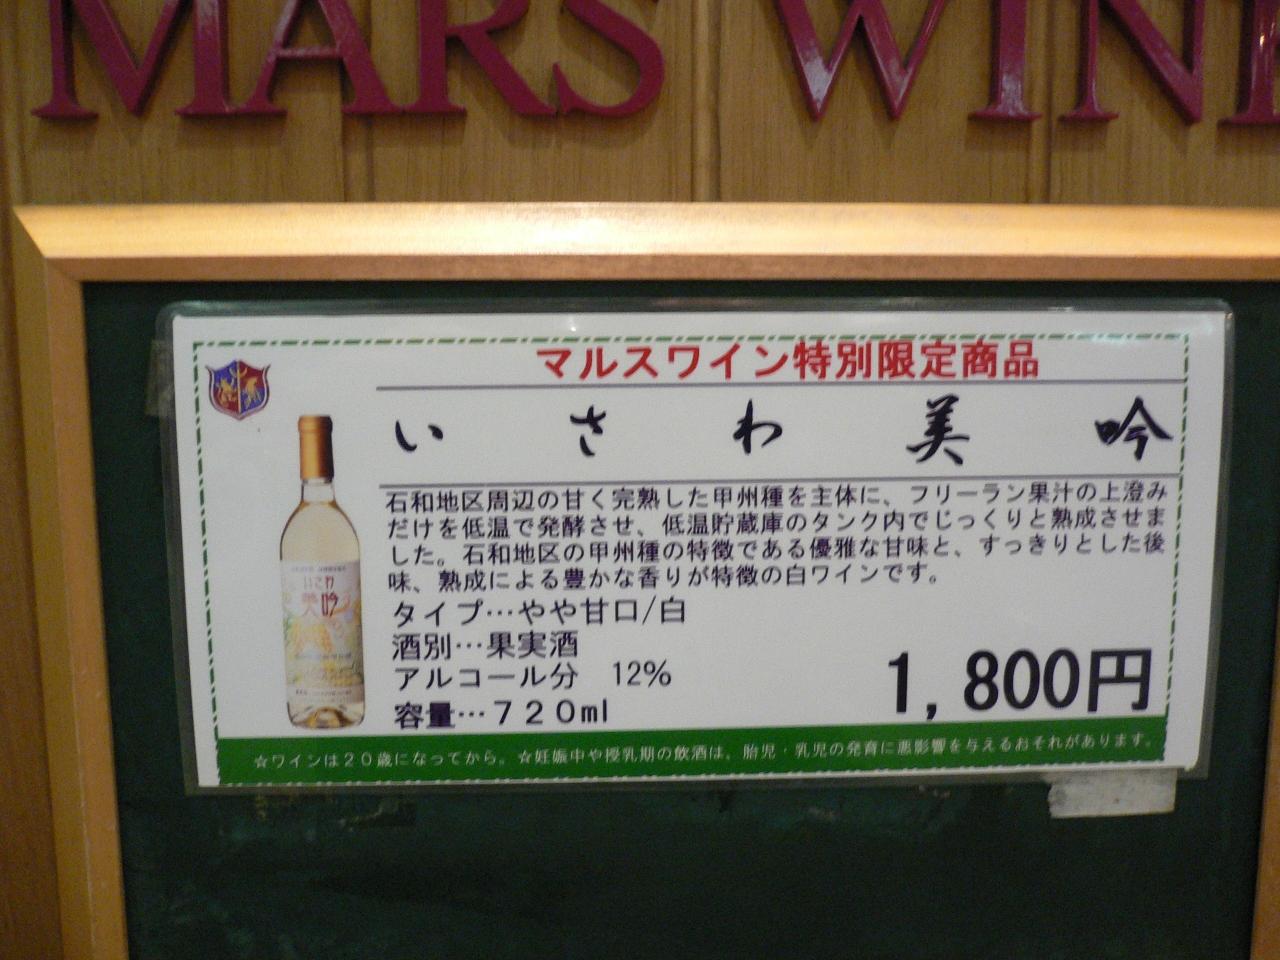 MARS WINE
マルスワイン特別限定商品
いさわ美吟
石和地区周辺の甘く完熟した甲州種を主体に、フリーラン果汁の上澄み
だけを低温で発酵させ、低温貯蔵庫のタンク内でじっくりと熟成させま
した。石和地区の甲州種の特徴である優雅な甘味と、すっきりとした後
味、熟成による豊かな香りが特徴の白ワインです。
いさわ
美吟
タイプ…やや甘口/白
酒別…果実酒
アルコール分 12%
容量…720ml
1,800円
☆ワインは20歳になってから。☆妊娠中や授乳期の飲酒は、胎児・乳児の発育に悪影響を与えるおそれがあります。